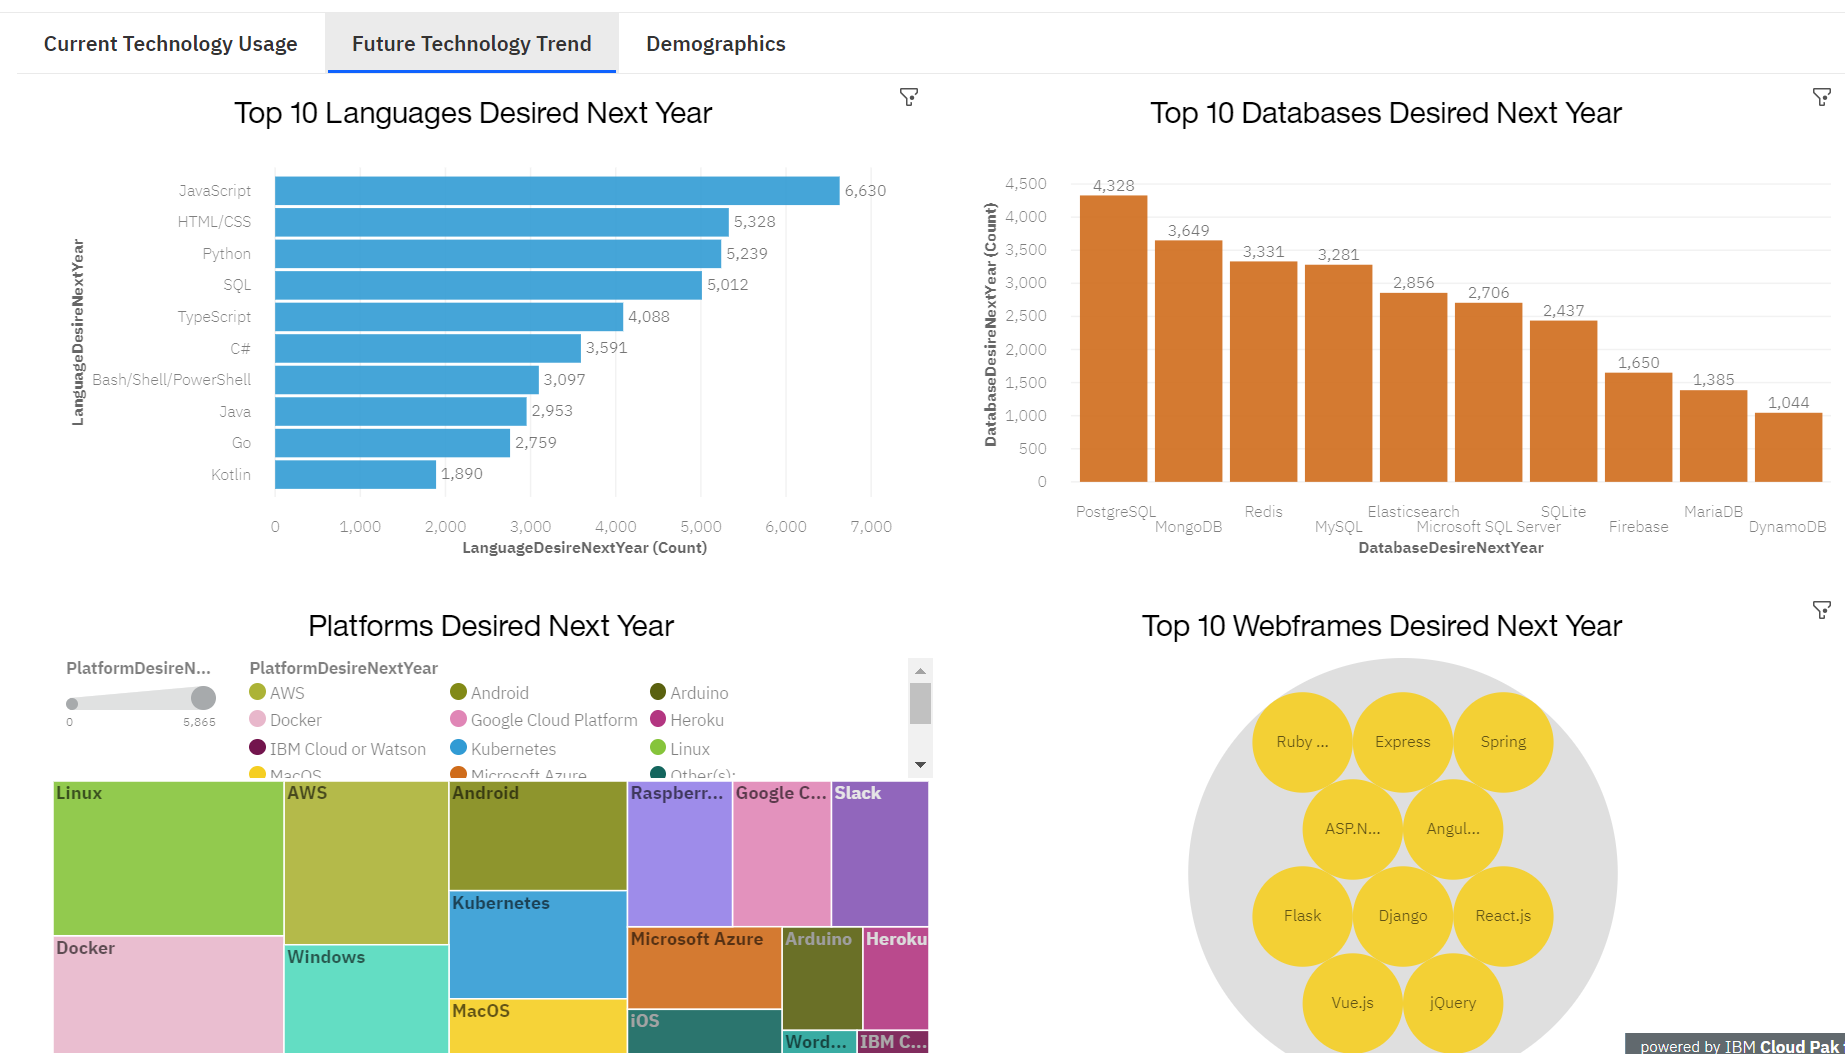 Current Technology Usage
Future Technology Trend
Demographics
Top 10 Languages Desired Next Year
LanguageDesireNextYear
JavaScript 6,630
HTML/CSS 5,328
Python 5,239
SQL 5,012
TypeScript 4,088
C# 3,591
Bash/Shell/PowerShell 3,097
Java 2,953
Go 2,759
Kotlin 1,890
0 1,000 2,000 3,000 4,000 5,000 6,000 7,000
LanguageDesireNextYear (Count)
Top 10 Databases Desired Next Year
DatabaseDesireNextYear (Count)
4,500
4,000
3,500
3,000
2,500
2,000
1,500
1,000
500
0
4,328 3,649 3,331 3,281 2,856 2,706 2,437 1,650 1,385 1,044
PostgreSQL MongoDB Redis MySQL Elasticsearch Microsoft SQL Server SQLite Firebase MariaDB DynamoDB
DatabaseDesireNextYear
Platforms Desired Next Year
PlatformDesireN...
0 5,865
PlatformDesireNextYear
AWS Android Arduino
Docker Google Cloud Platform Heroku
IBM Cloud or Watson Kubernetes Linux
MacOS Microsoft Azure Other(s):
Linux
AWS
Android
Raspberr...
Google C...
Slack
Kubernetes
Microsoft Azure
Arduino
Heroku
Docker
Windows
MacOS
iOS
Word...
IBM C...
Top 10 Webframes Desired Next Year
Ruby ... Express Spring
ASP.N... Angul...
Flask Django React.js
Vue.js jQuery
powered by IBM Cloud Pak